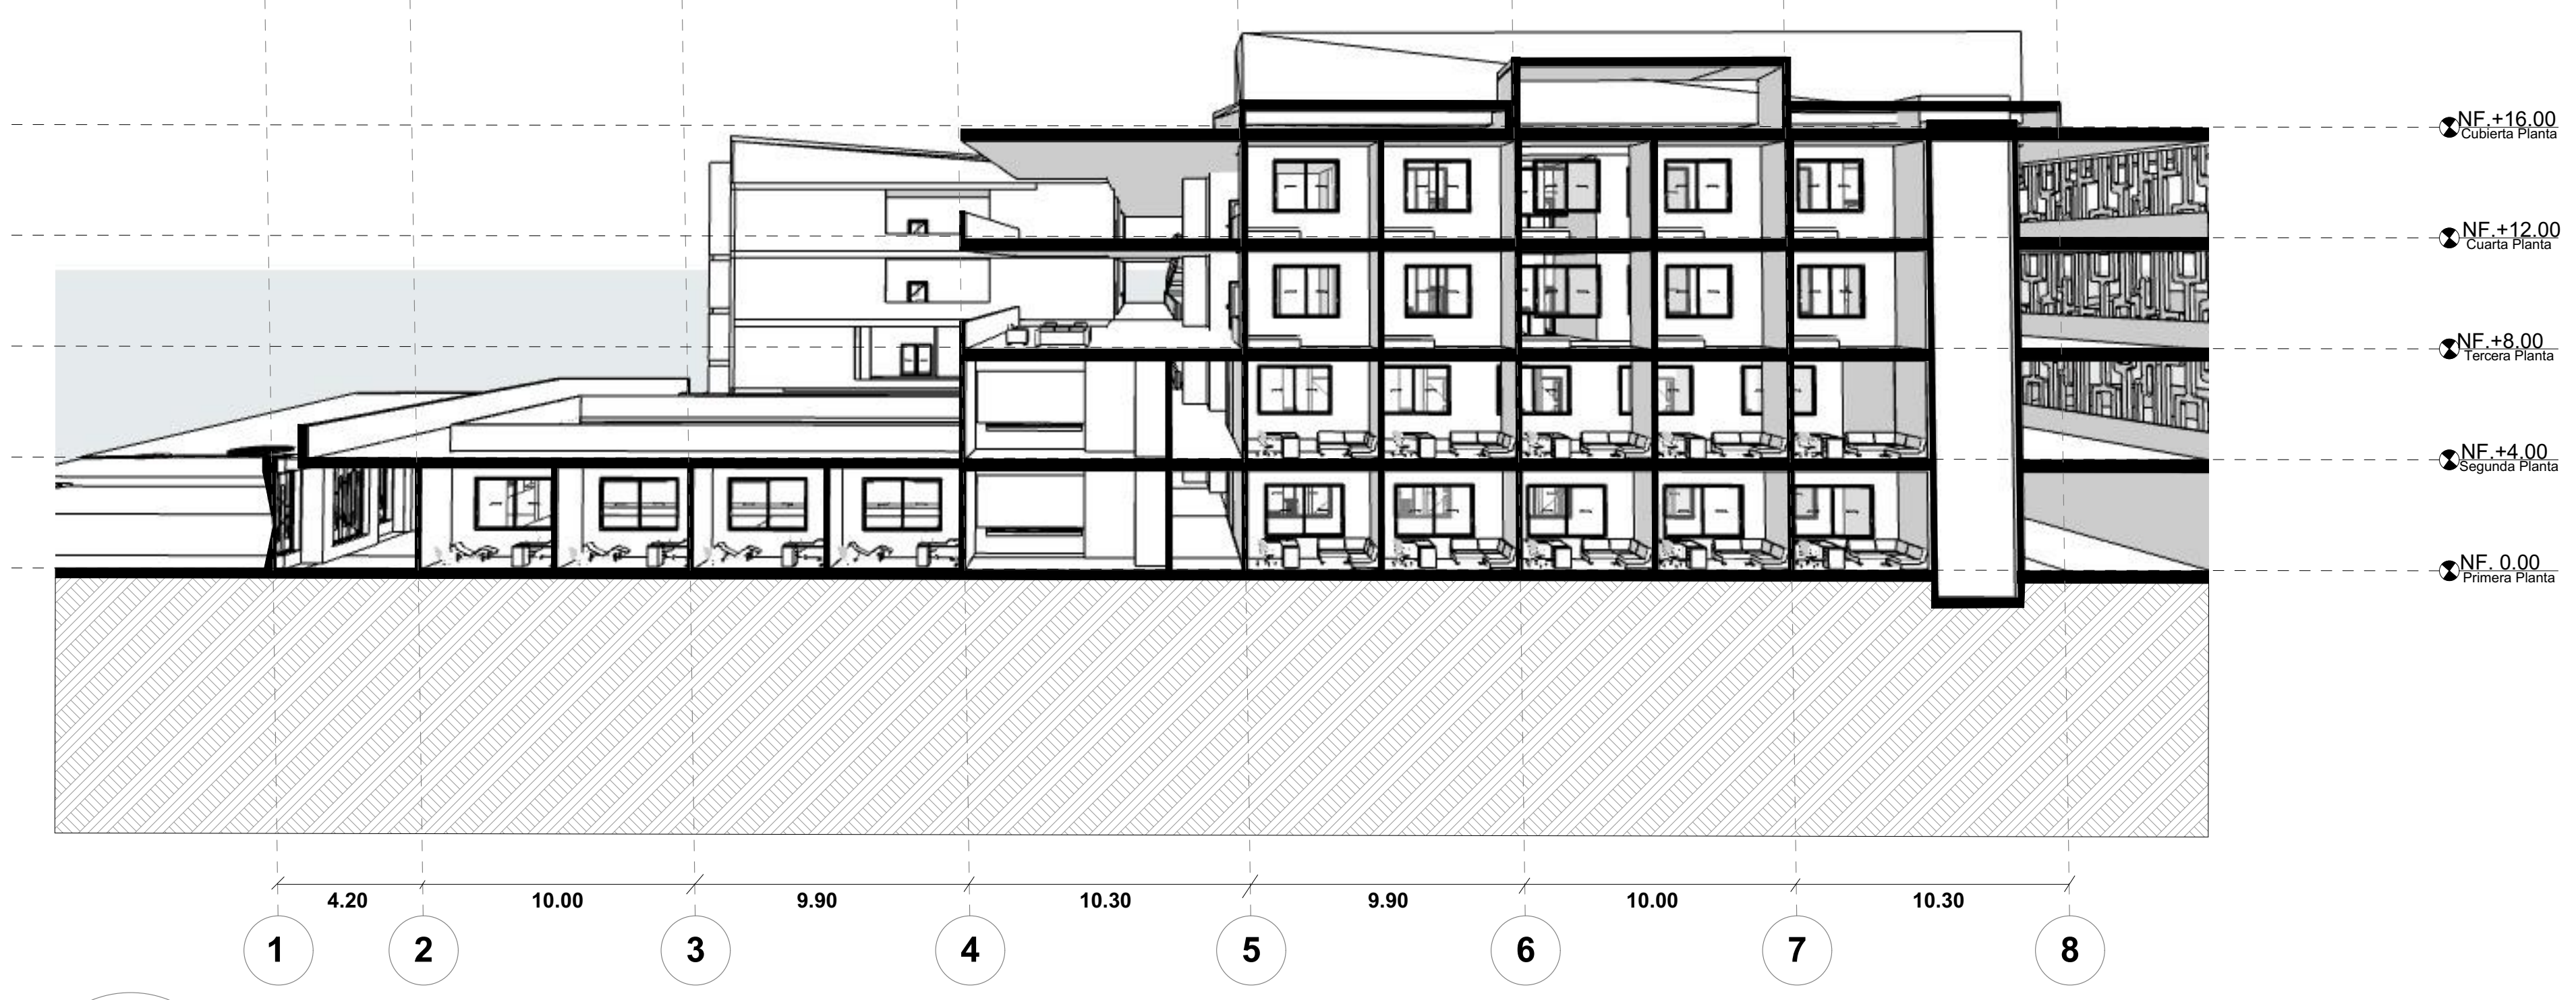 NF.+16.00
Cubierta Planta
NF.+12.00
Cuarta Planta
NF.+8.00
Tercera Planta
NF.+4.00
Segunda Planta
NF. 0.00
Primera Planta
4.20 10.00 9.90 10.30 9.90 10.00 10.30
1 2 3 4 5 6 7 8